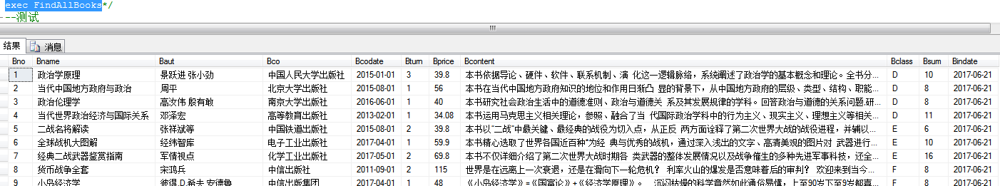 exec FindAllBooks*/
--测试
结果 消息
Bno Bname Baut Bco Bcodate Bturn Bprice Bcontent Bclass Bsum Bindate
1 政治学原理 景跃进 张小劲 中国人民大学出版社 2015-01-01 3 39.8 本书依据导论、硬件、软件、联系机制、演 化这一逻辑脉络，系统阐述了政治学的基本概念和理论。全书分... D 10 2017-06-21
2 当代中国地方政府与政治 周平 北京大学出版社 2015-08-01 1 56 本书在当代中国地方政府知识的地位和作用日渐凸 显的背景下，从中国地方政府的层级、类型、结构、职能... D 8 2017-06-21
3 政治伦理学 高汝伟 殷有敢 南京大学出版社 2016-06-01 1 40 本书研究社会政治生活中的道德准则、政治与道德关 系及其发展规律的学科。回答政治与道德的关系问题.研... D 8 2017-06-21
4 当代世界政治经济与国际关系 邓泽宏 高等教育出版社 2013-02-01 1 34.08 本书运用马克思主义相关理论，参照、融合了当 代国际政治学科中的行为主义、现实主义、理想主义等相关... D 11 2017-06-21
5 二战名将解读 张祥斌等 中国铁道出版社 2015-08-01 2 39.8 本书以"二战"中最关键、最经典的战役为切入点，从正反 两方面诠释了第二次世界大战的战役进程，并辅以... E 6 2017-06-21
6 全球战机大图解 经纬智库 电子工业出版社 2017-04-01 1 59.9 本书精心选取了世界各国近百种"为经 典与优秀的战机，通过深入浅出的文字、高清美观的图片对 武器进行... E 10 2017-06-21
7 经典二战武器鉴赏指南 军情视点 化学工业出版社 2017-05-01 2 69.8 本书不仅详细介绍了第二次世界大战时期各 类武器的整体发展情况以及战争催生的多种先进军事科技，还全... E 16 2017-06-21
8 货币战争全套 宋鸿兵 中信出版社 2011-09-01 2 115 世界是在远离上一次衰退，还是在滑向下一轮危机？ 利率火山的爆发是否意味着后的审判？ 欢迎来到当今... F 8 2017-06-21
9 小岛经济学 彼得.D.希夫 安德鲁 中信出版集团 2017-04-01 1 48 《小岛经济学》=《国富论》+《经济学原理》。 沉闷枯燥的科学竟然如此通俗易懂，上至90岁下至9岁都喜... F 8 2017-06-21